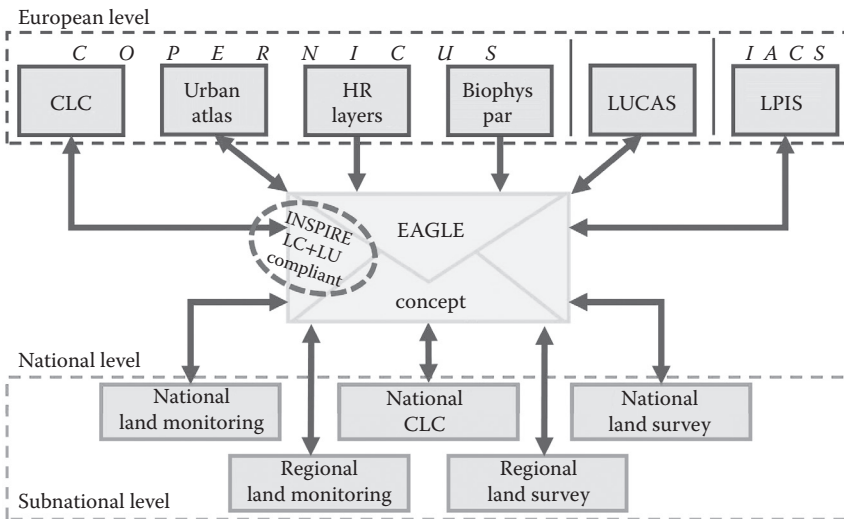 European level
C O P E R N I C U S
I A C S
CLC
Urban
atlas
HR
layers
Biophys
par
LUCAS
LPIS
INSPIRE
LC+LU
compliant
EAGLE
concept
National level
National
land monitoring
National
CLC
National
land survey
Regional
land monitoring
Regional
land survey
Subnational level